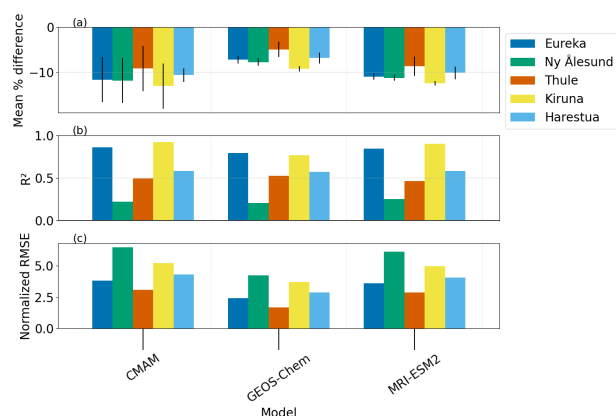 (a)
Mean % difference
0
−10
Eureka
Ny Ålesund
Thule
Kiruna
Harestua
(b)
R²
1.0
0.5
0.0
(c)
Normalized RMSE
5.0
2.5
0.0
CMAM
GEOS-Chem
MRI-ESM2
Model